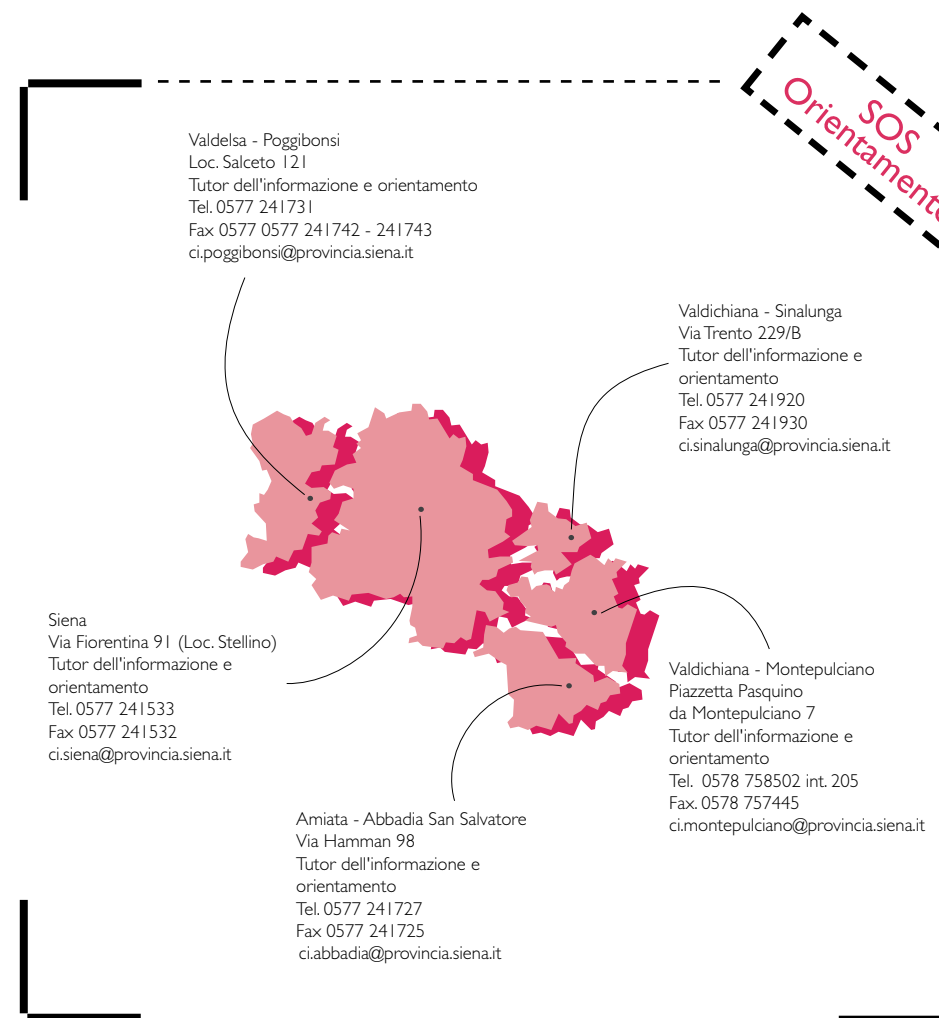 SOS
Orientamento
Valdelsa - Poggibonsi
Loc. Salceto 121
Tutor dell'informazione e orientamento
Tel. 0577 241731
Fax 0577 0577 241742 - 241743
ci.poggibonsi@provincia.siena.it
Valdichiana - Sinalunga
Via Trento 229/B
Tutor dell'informazione e
orientamento
Tel. 0577 241920
Fax 0577 241930
ci.sinalunga@provincia.siena.it
Siena
Via Fiorentina 91 (Loc. Stellino)
Tutor dell'informazione e
orientamento
Tel. 0577 241533
Fax 0577 241532
ci.siena@provincia.siena.it
Valdichiana - Montepulciano
Piazzetta Pasquino
da Montepulciano 7
Tutor dell'informazione e
orientamento
Tel. 0578 758502 int. 205
Fax. 0578 757445
ci.montepulciano@provincia.siena.it
Amiata - Abbadia San Salvatore
Via Hamman 98
Tutor dell'informazione e
orientamento
Tel. 0577 241727
Fax 0577 241725
ci.abbadia@provincia.siena.it